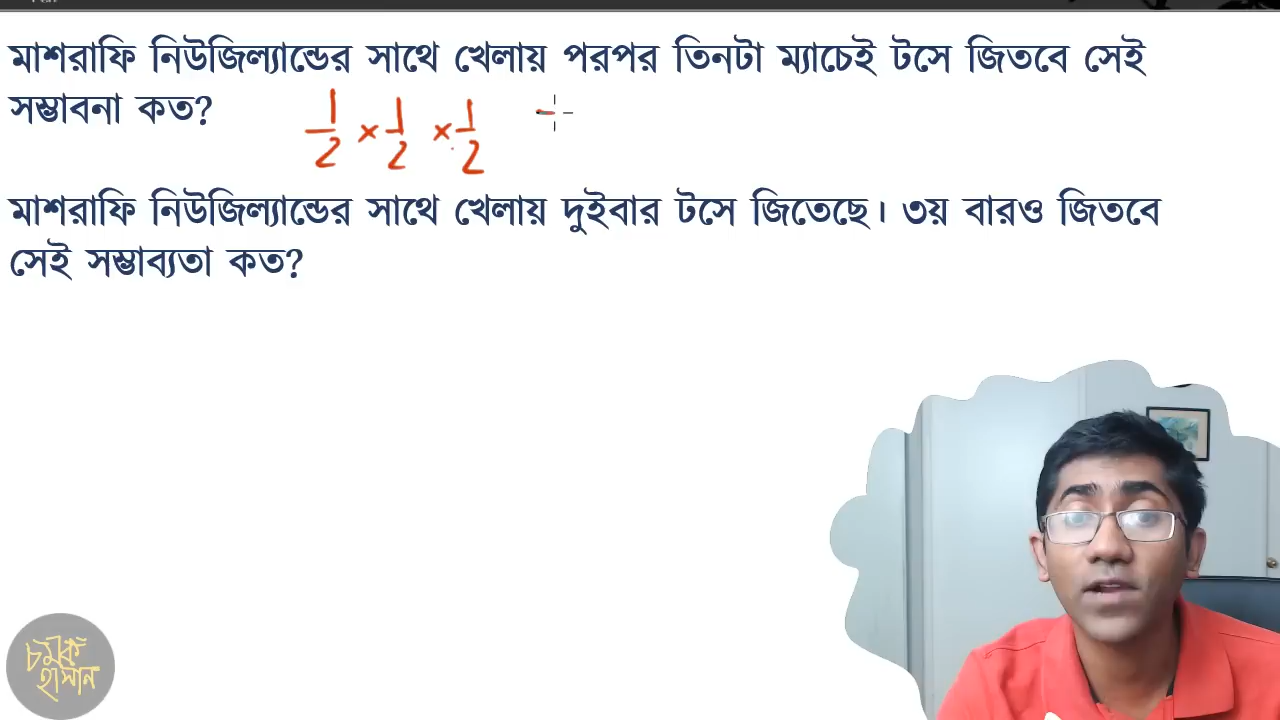 মাশরাফি নিউজিল্যান্ডের সাথে খেলায় পরপর তিনটা ম্যাচেই টসে জিতবে সেই
সম্ভাবনা কত?
1/2 × 1/2 × 1/2
মাশরাফি নিউজিল্যান্ডের সাথে খেলায় দুইবার টসে জিতেছে। ৩য় বারও জিতবে
সেই সম্ভাব্যতা কত?
চমক
হাসান